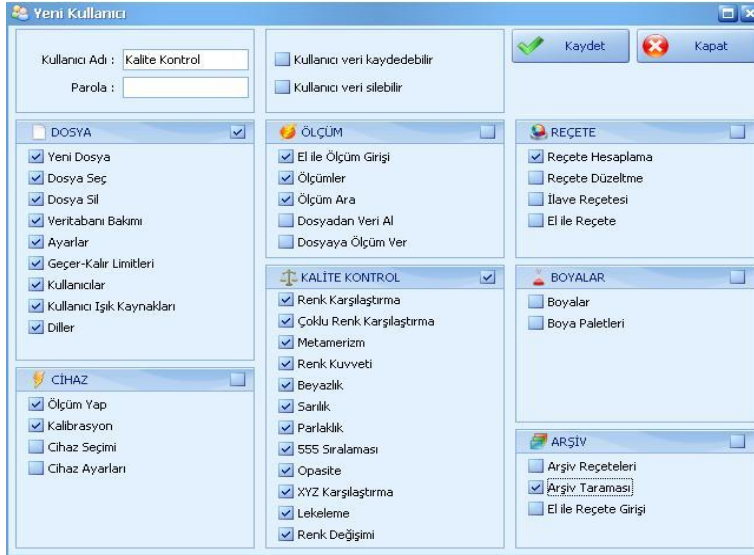 Yeni Kullanıcı
Kullanıcı Adı : Kalite Kontrol
Parola :
Kullanıcı veri kaydedebilir
Kullanıcı veri silebilir
Kaydet
Kapat
DOSYA
Yeni Dosya
Dosya Seç
Dosya Sil
Veritabanı Bakımı
Ayarlar
Geçer-Kalır Limitleri
Kullanıcılar
Kullanıcı Işık Kaynakları
Diller
CİHAZ
Ölçüm Yap
Kalibrasyon
Cihaz Seçimi
Cihaz Ayarları
ÖLÇÜM
El ile Ölçüm Girişi
Ölçümler
Ölçüm Ara
Dosyadan Veri Al
Dosyaya Ölçüm Ver
KALİTE KONTROL
Renk Karşılaştırma
Çoklu Renk Karşılaştırma
Metamerizm
Renk Kuvveti
Beyazlık
Sarılık
Parlaklık
555 Sıralaması
Opasite
XYZ Karşılaştırma
Lekeleme
Renk Değişimi
REÇETE
Reçete Hesaplama
Reçete Düzeltme
İlave Reçetesi
El ile Reçete
BOYALAR
Boyalar
Boya Paletleri
ARŞİV
Arşiv Reçeteleri
Arşiv Taraması
El ile Reçete Girişi